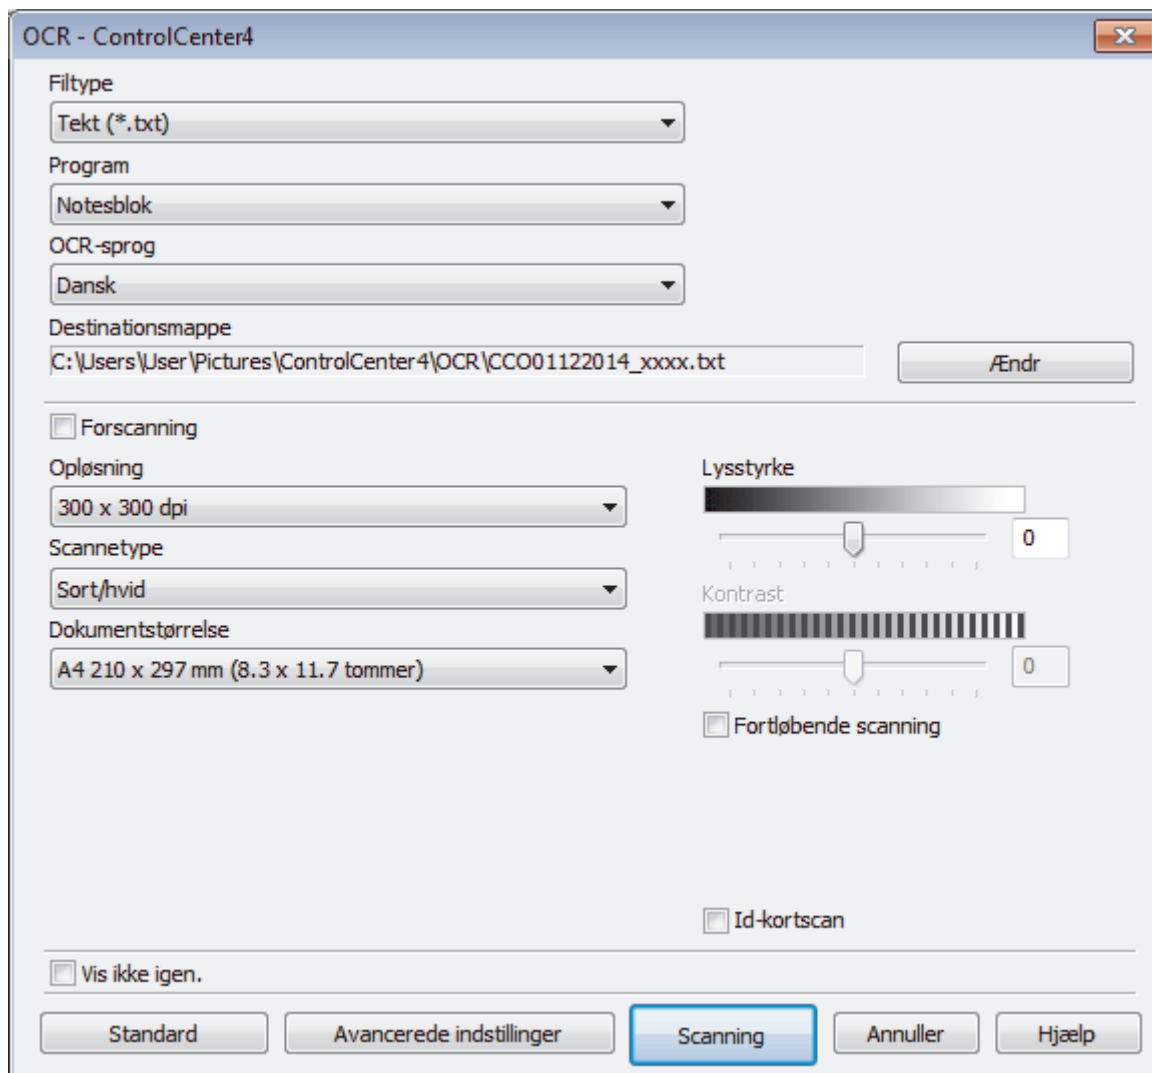 OCR - ControlCenter4
Filtype
Tekt (*.txt)
Program
Notesblok
OCR-sprog
Dansk
Destinationsmappe
C:\Users\User\Pictures\ControlCenter4\OCR\CCO01122014_xxxx.txt
Ændr
Forscanning
Opløsning
300 x 300 dpi
Scannetype
Sort/hvid
Dokumentstørrelse
A4 210 x 297 mm (8.3 x 11.7 tommer)
Lysstyrke
0
Kontrast
0
Fortløbende scanning
Id-kortscan
Vis ikke igen.
Standard
Avancerede indstillinger
Scanning
Annuller
Hjælp